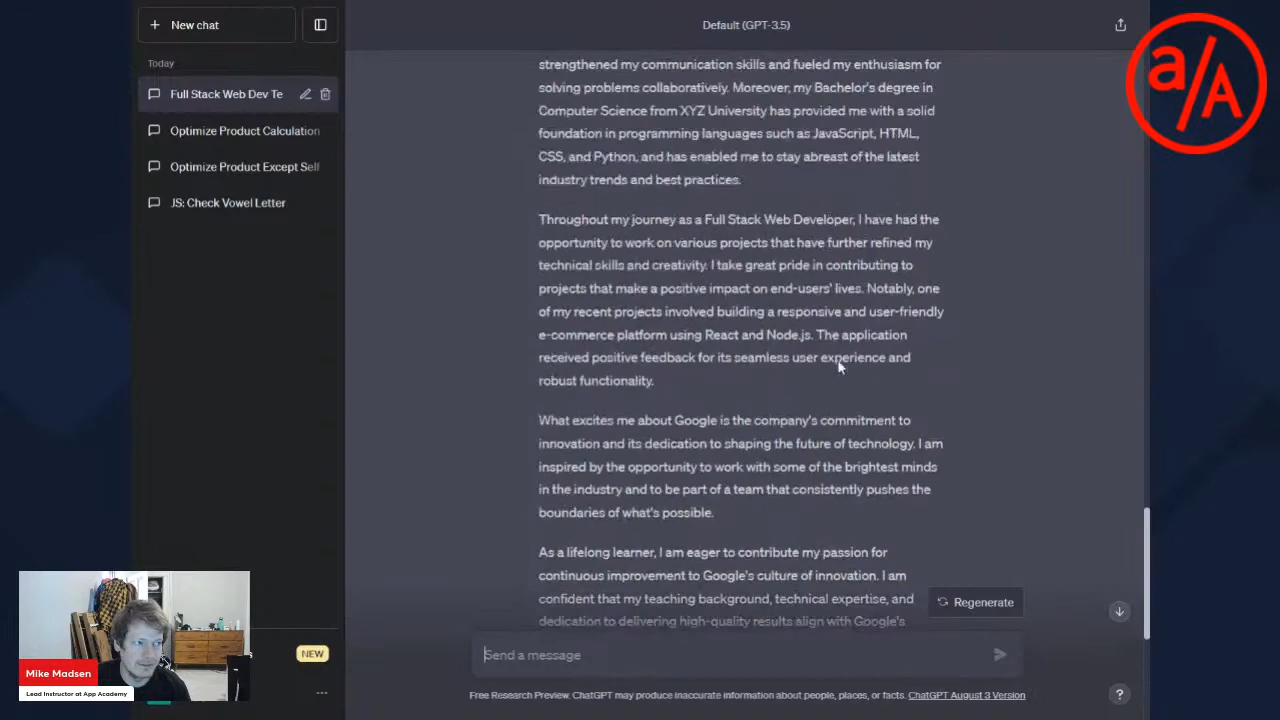 New chat
Default (GPT-3.5)
a/A
Today
Full Stack Web Dev Te
Optimize Product Calculation
Optimize Product Except Self
JS: Check Vowel Letter
strengthened my communication skills and fueled my enthusiasm for
solving problems collaboratively. Moreover, my Bachelor's degree in
Computer Science from XYZ University has provided me with a solid
foundation in programming languages such as JavaScript, HTML,
CSS, and Python, and has enabled me to stay abreast of the latest
industry trends and best practices.
Throughout my journey as a Full Stack Web Developer, I have had the
opportunity to work on various projects that have further refined my
technical skills and creativity. I take great pride in contributing to
projects that make a positive impact on end-users' lives. Notably, one
of my recent projects involved building a responsive and user-friendly
e-commerce platform using React and Node.js. The application
received positive feedback for its seamless user experience and
robust functionality.
What excites me about Google is the company's commitment to
innovation and its dedication to shaping the future of technology. I am
inspired by the opportunity to work with some of the brightest minds
in the industry and to be part of a team that consistently pushes the
boundaries of what's possible.
As a lifelong learner, I am eager to contribute my passion for
continuous improvement to Google's culture of innovation. I am
confident that my teaching background, technical expertise, and
dedication to delivering high-quality results align with Google's
Regenerate
Send a message
Free Research Preview. ChatGPT may produce inaccurate information about people, places, or facts. ChatGPT August 3 Version
?
NEW
Mike Madsen
Lead Instructor at App Academy